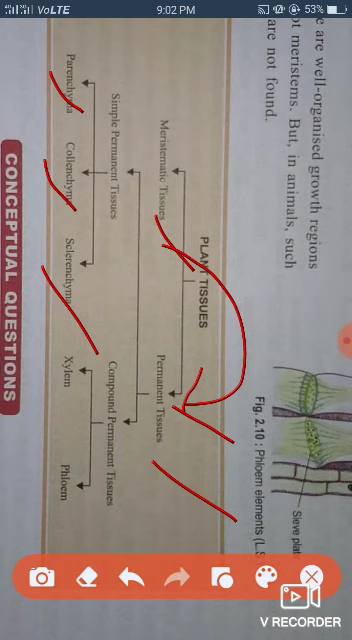 VoLTE
9:02 PM
53%
e are well-organised growth regions
ot meristems. But, in animals, such
are not found.
Fig. 2.10 : Phloem elements (L.S
Sieve plat
PLANT TISSUES
Meristematic Tissues
Permanent Tissues
Simple Permanent Tissues
Compound Permanent Tissues
Parenchyma
Collenchyma
Sclerenchyma
Xylem
Phloem
CONCEPTUAL QUESTIONS
V RECORDER